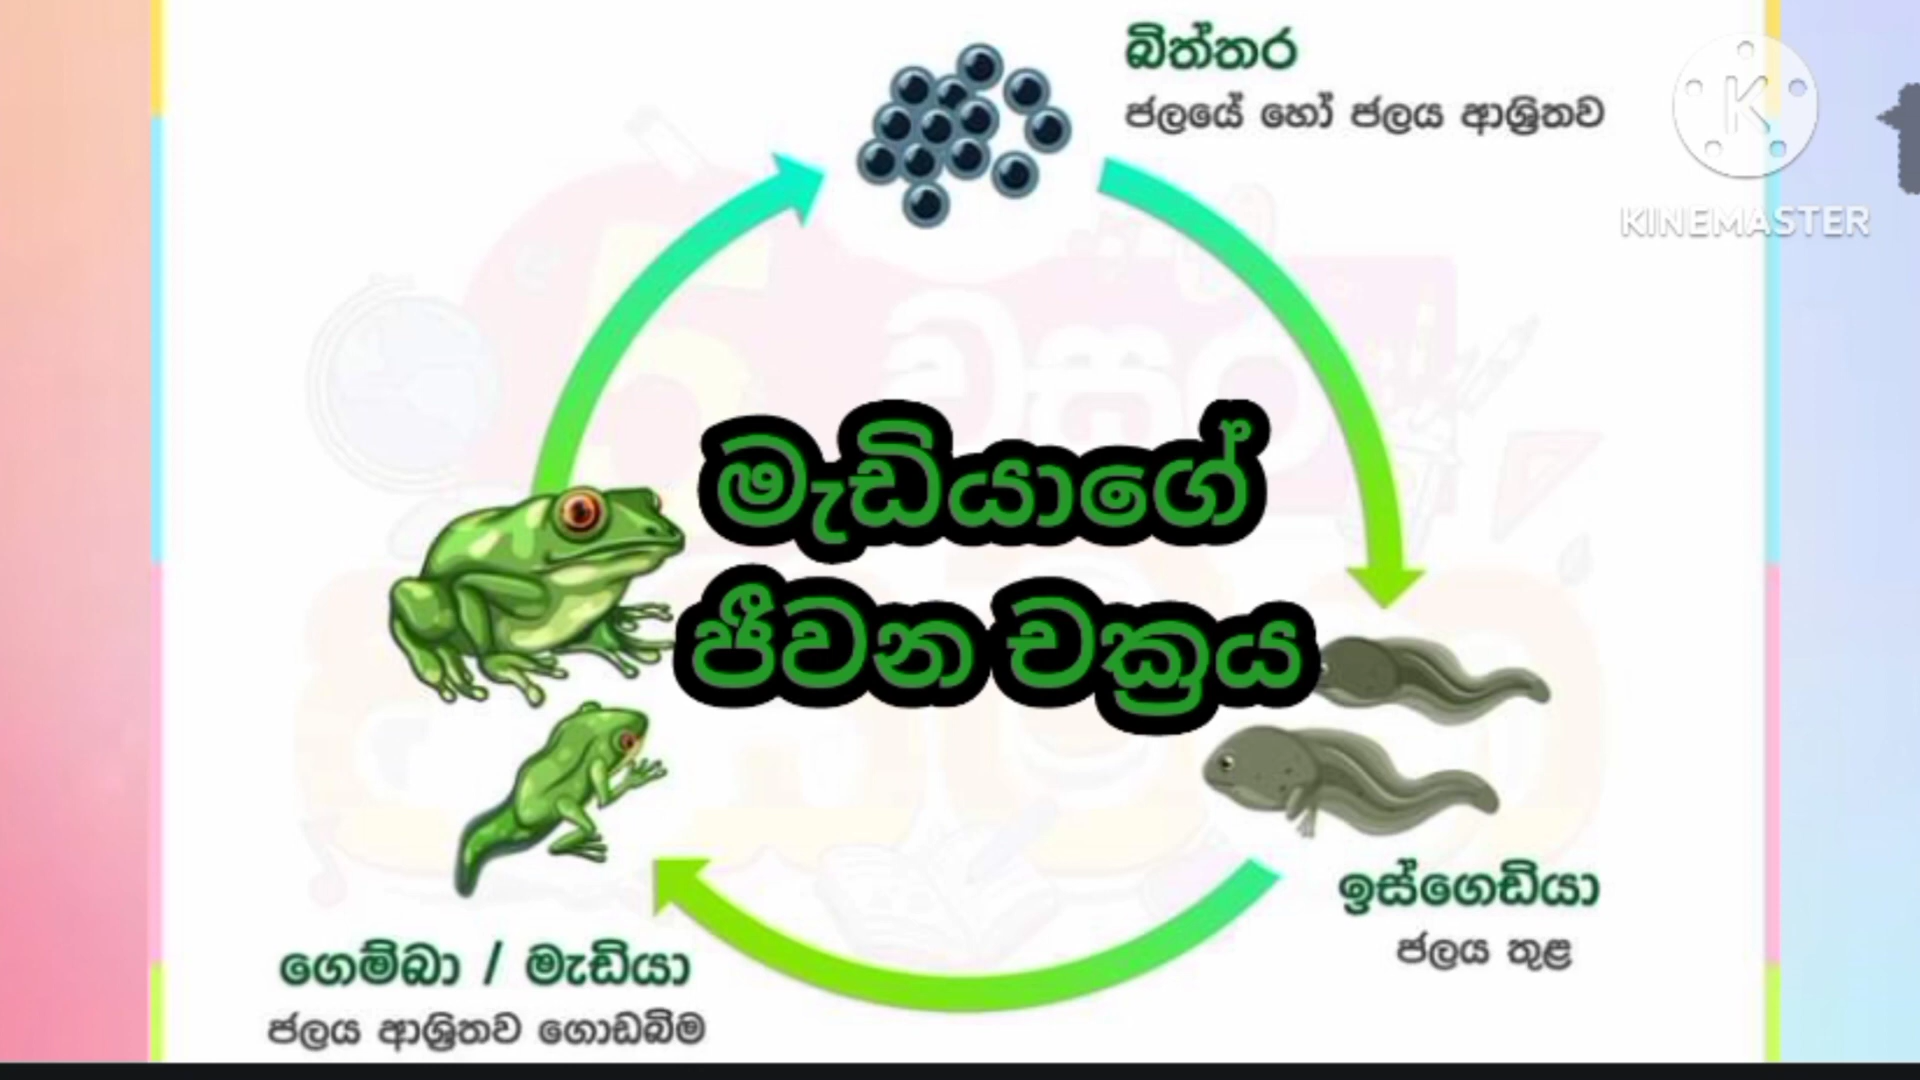 බිත්තර
ජලයේ හෝ ජලය ආශ්‍රිතව
KINEMASTER
මැඩියාගේ
ජීවන චක්‍රය
ඉස්ගෙඩියා
ජලය තුළ
ගෙම්බා / මැඩියා
ජලය ආශ්‍රිතව ගොඩබිම